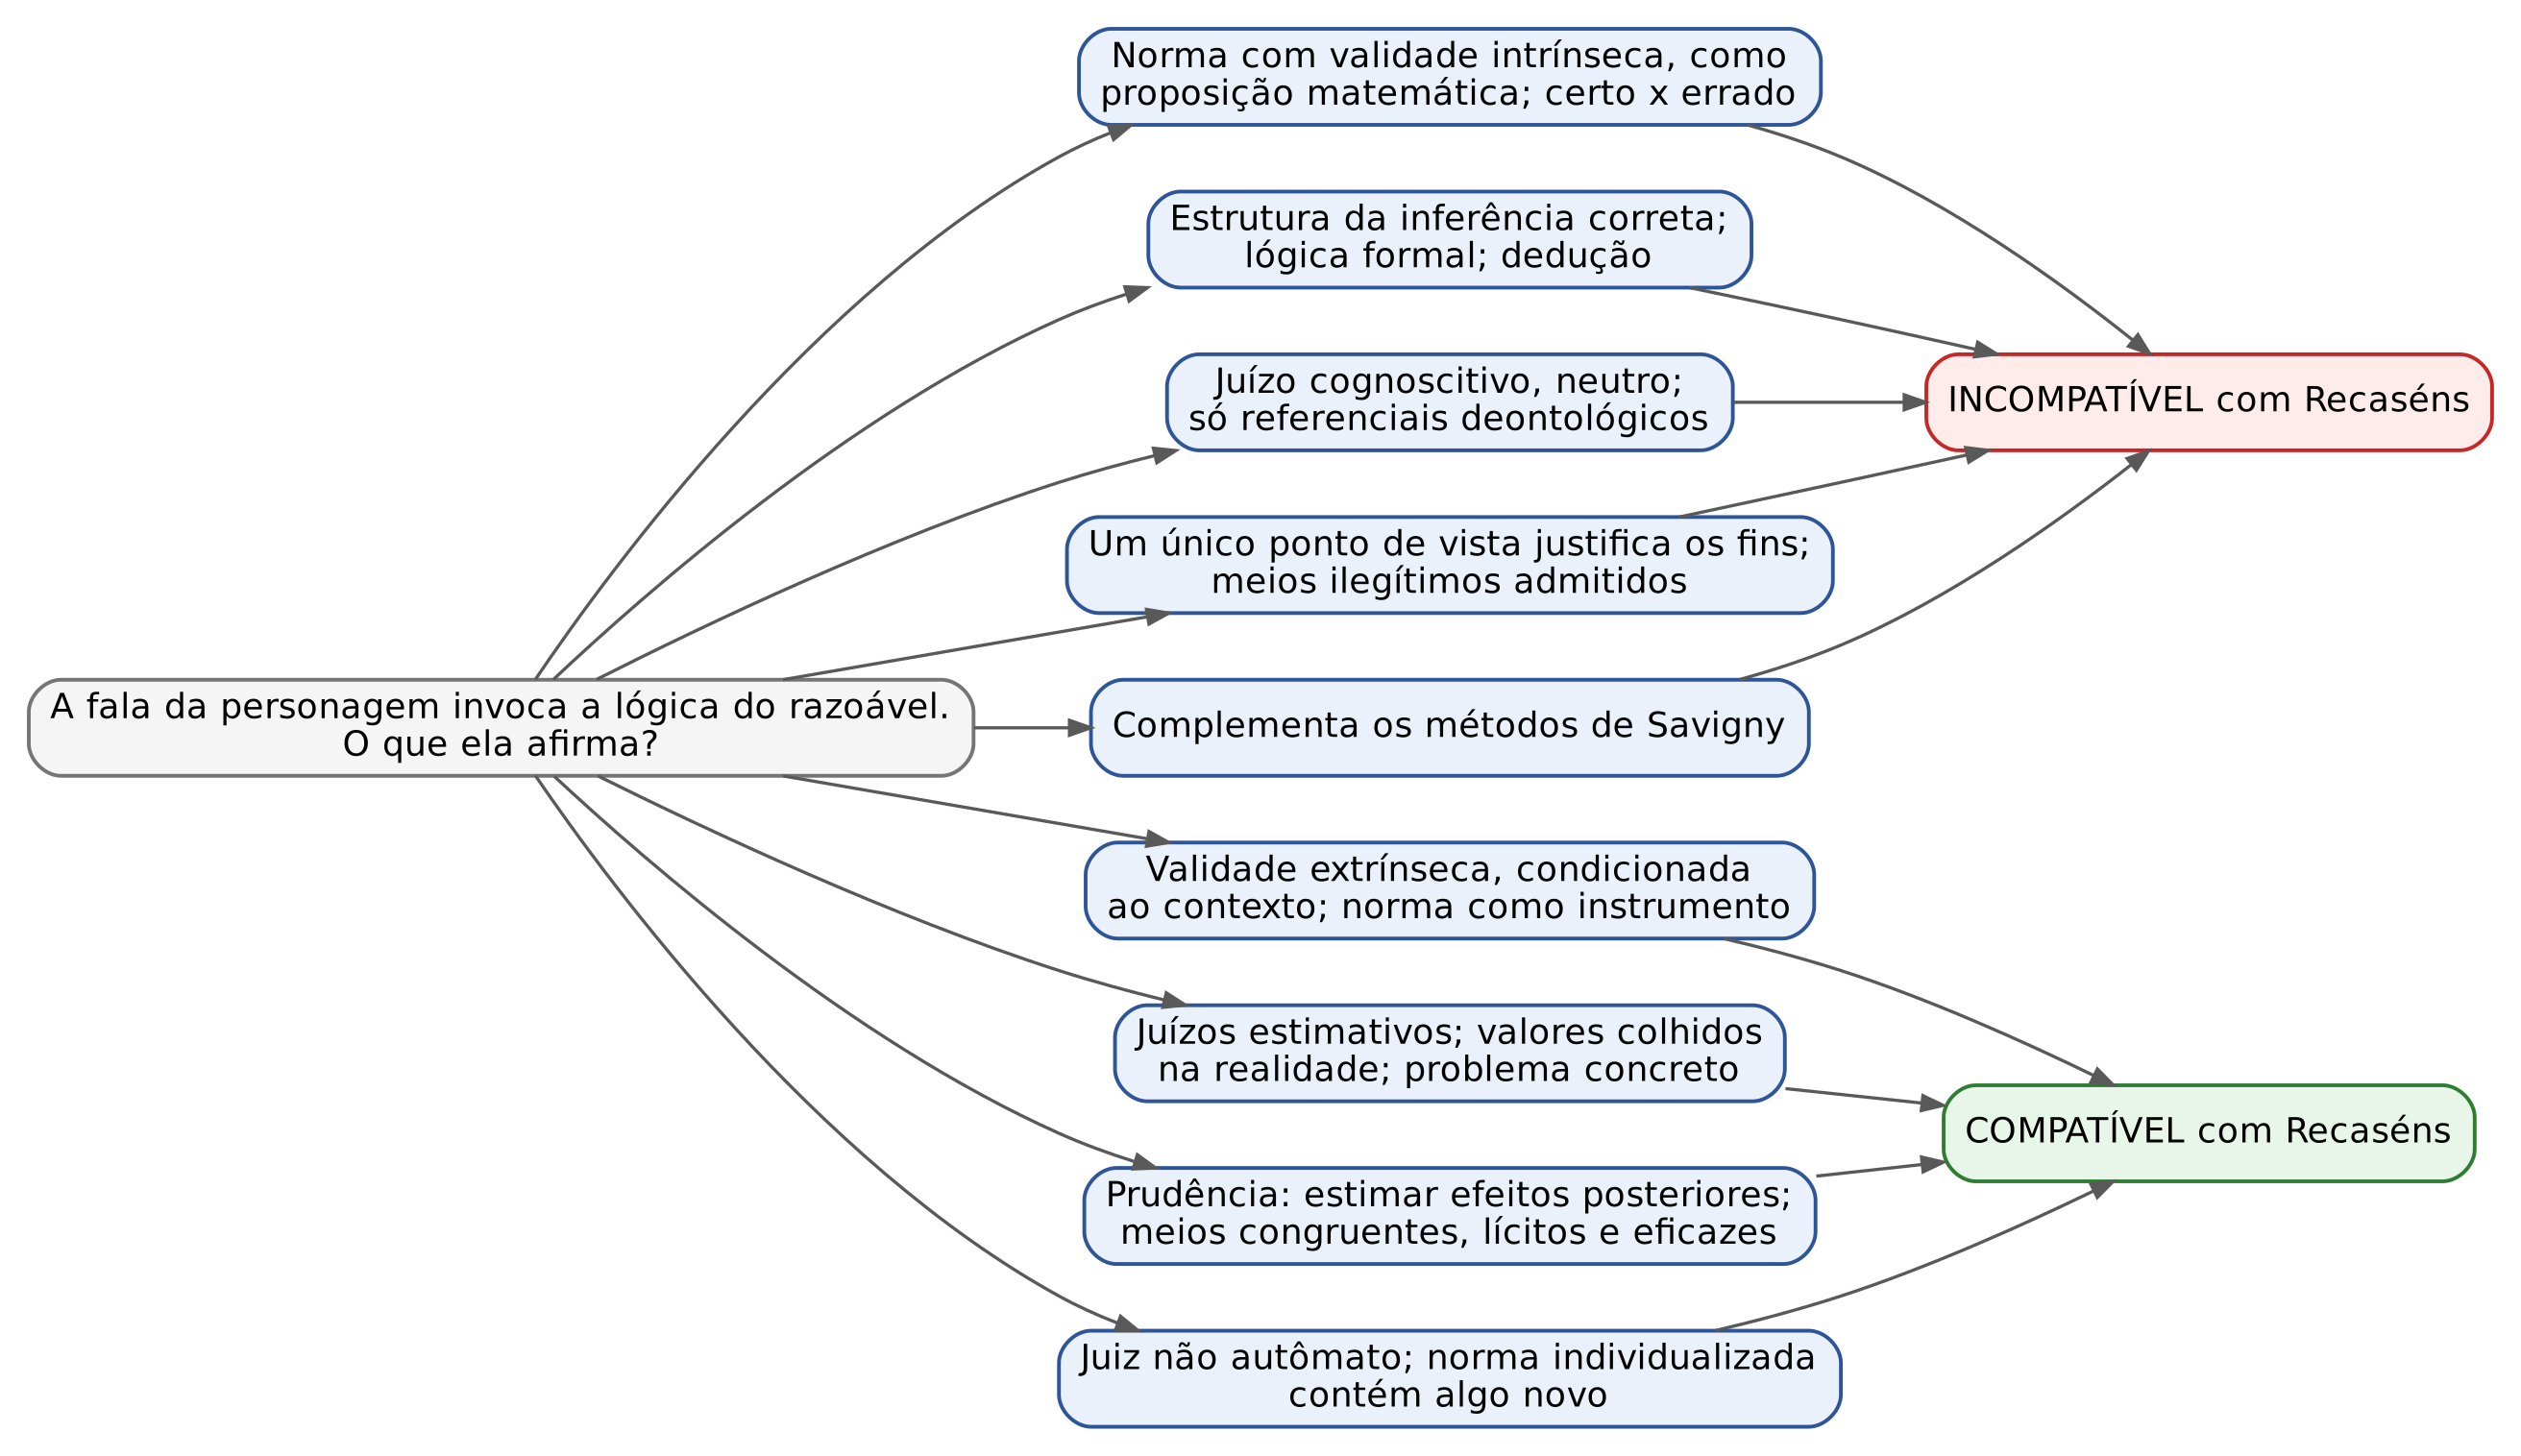 Norma com validade intrínseca, como
proposição matemática; certo x errado
Estrutura da inferência correta;
lógica formal; dedução
Juízo cognoscitivo, neutro;
só referenciais deontológicos
INCOMPATÍVEL com Recaséns
Um único ponto de vista justifica os fins;
meios ilegítimos admitidos
A fala da personagem invoca a lógica do razoável.
O que ela afirma?
Complementa os métodos de Savigny
Validade extrínseca, condicionada
ao contexto; norma como instrumento
Juízos estimativos; valores colhidos
na realidade; problema concreto
COMPATÍVEL com Recaséns
Prudência: estimar efeitos posteriores;
meios congruentes, lícitos e eficazes
Juiz não autômato; norma individualizada
contém algo novo